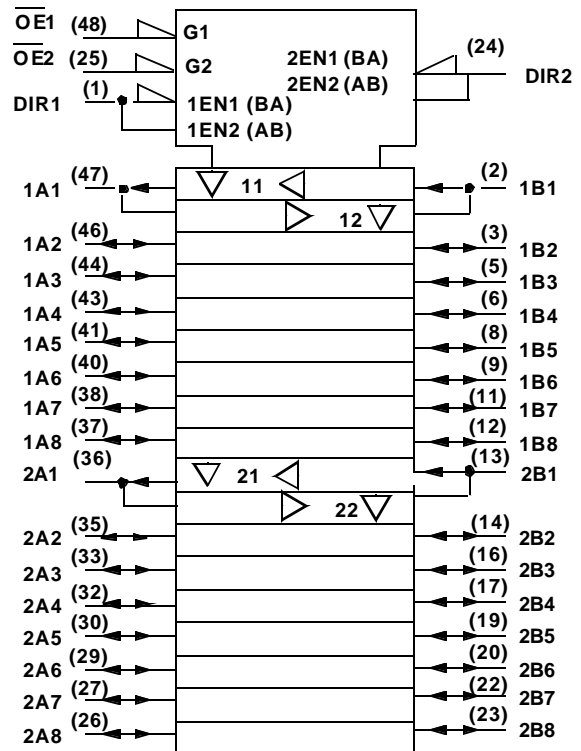 OE1 (48) G1
OE2 (25) G2 2EN1 (BA) (24)
DIR1 (1) 1EN1 (BA) 2EN2 (AB) DIR2
1EN2 (AB)
1A1 (47) 11 (2) 1B1
12
1A2 (46) (3) 1B2
1A3 (44) (5) 1B3
1A4 (43) (6) 1B4
1A5 (41) (8) 1B5
1A6 (40) (9) 1B6
1A7 (38) (11) 1B7
1A8 (37) (12) 1B8
2A1 (36) 21 (13) 2B1
22
2A2 (35) (14) 2B2
2A3 (33) (16) 2B3
2A4 (32) (17) 2B4
2A5 (30) (19) 2B5
2A6 (29) (20) 2B6
2A7 (27) (22) 2B7
2A8 (26) (23) 2B8